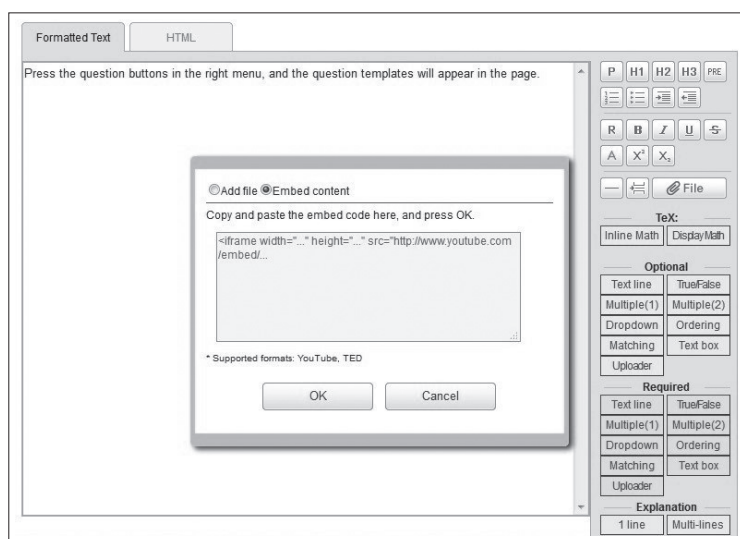 Formatted Text
HTML
Press the question buttons in the right menu, and the question templates will appear in the page.
Add file Embed content
Copy and paste the embed code here, and press OK.
<iframe width="..." height="..." src="http://www.youtube.com
/embed/...
* Supported formats: YouTube, TED
OK Cancel
P H1 H2 H3 PRE
R B I U S
A X² X₂
File
TeX:
Inline Math DisplayMath
Optional
Text line True/False
Multiple(1) Multiple(2)
Dropdown Ordering
Matching Text box
Uploader
Required
Text line True/False
Multiple(1) Multiple(2)
Dropdown Ordering
Matching Text box
Uploader
Explanation
1 line Multi-lines